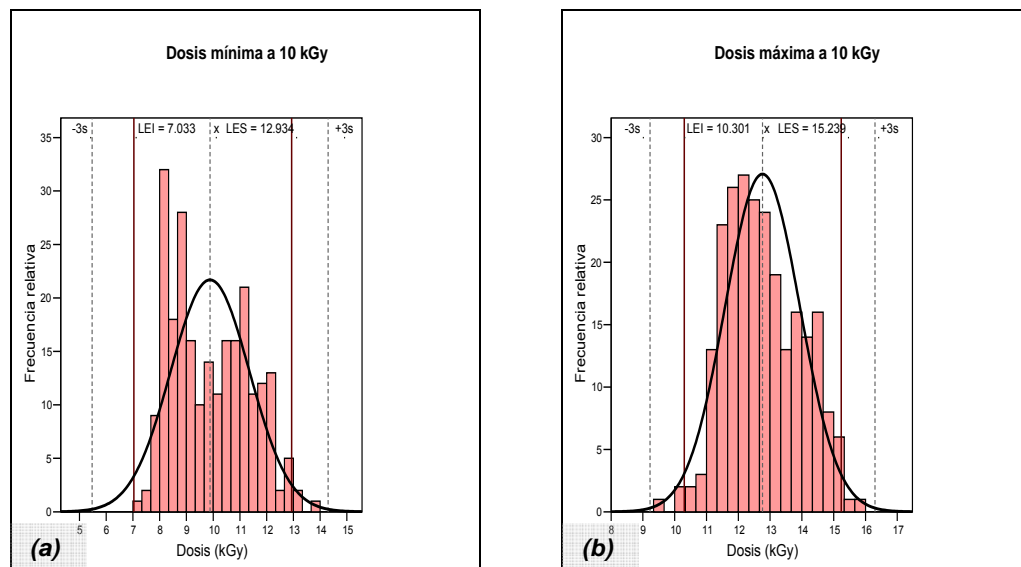 Dosis mínima a 10 kGy
-3s LEI = 7.033 x LES = 12.934 +3s
35
30
25
20
15
10
5
0
Frecuencia relativa
5 6 7 8 9 10 11 12 13 14 15
Dosis (kGy)
(a)
Dosis máxima a 10 kGy
-3s LEI = 10.301 x LES = 15.239 +3s
30
25
20
15
10
5
0
Frecuencia relativa
8 9 10 11 12 13 14 15 16 17
Dosis (kGy)
(b)